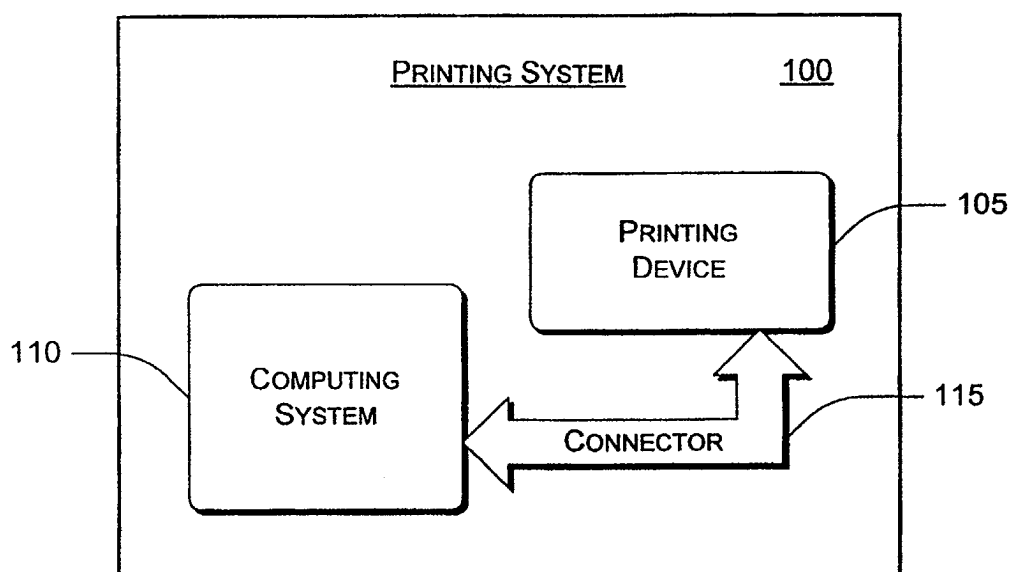 PRINTING SYSTEM 100
PRINTING
DEVICE
105
110
COMPUTING
SYSTEM
CONNECTOR
115